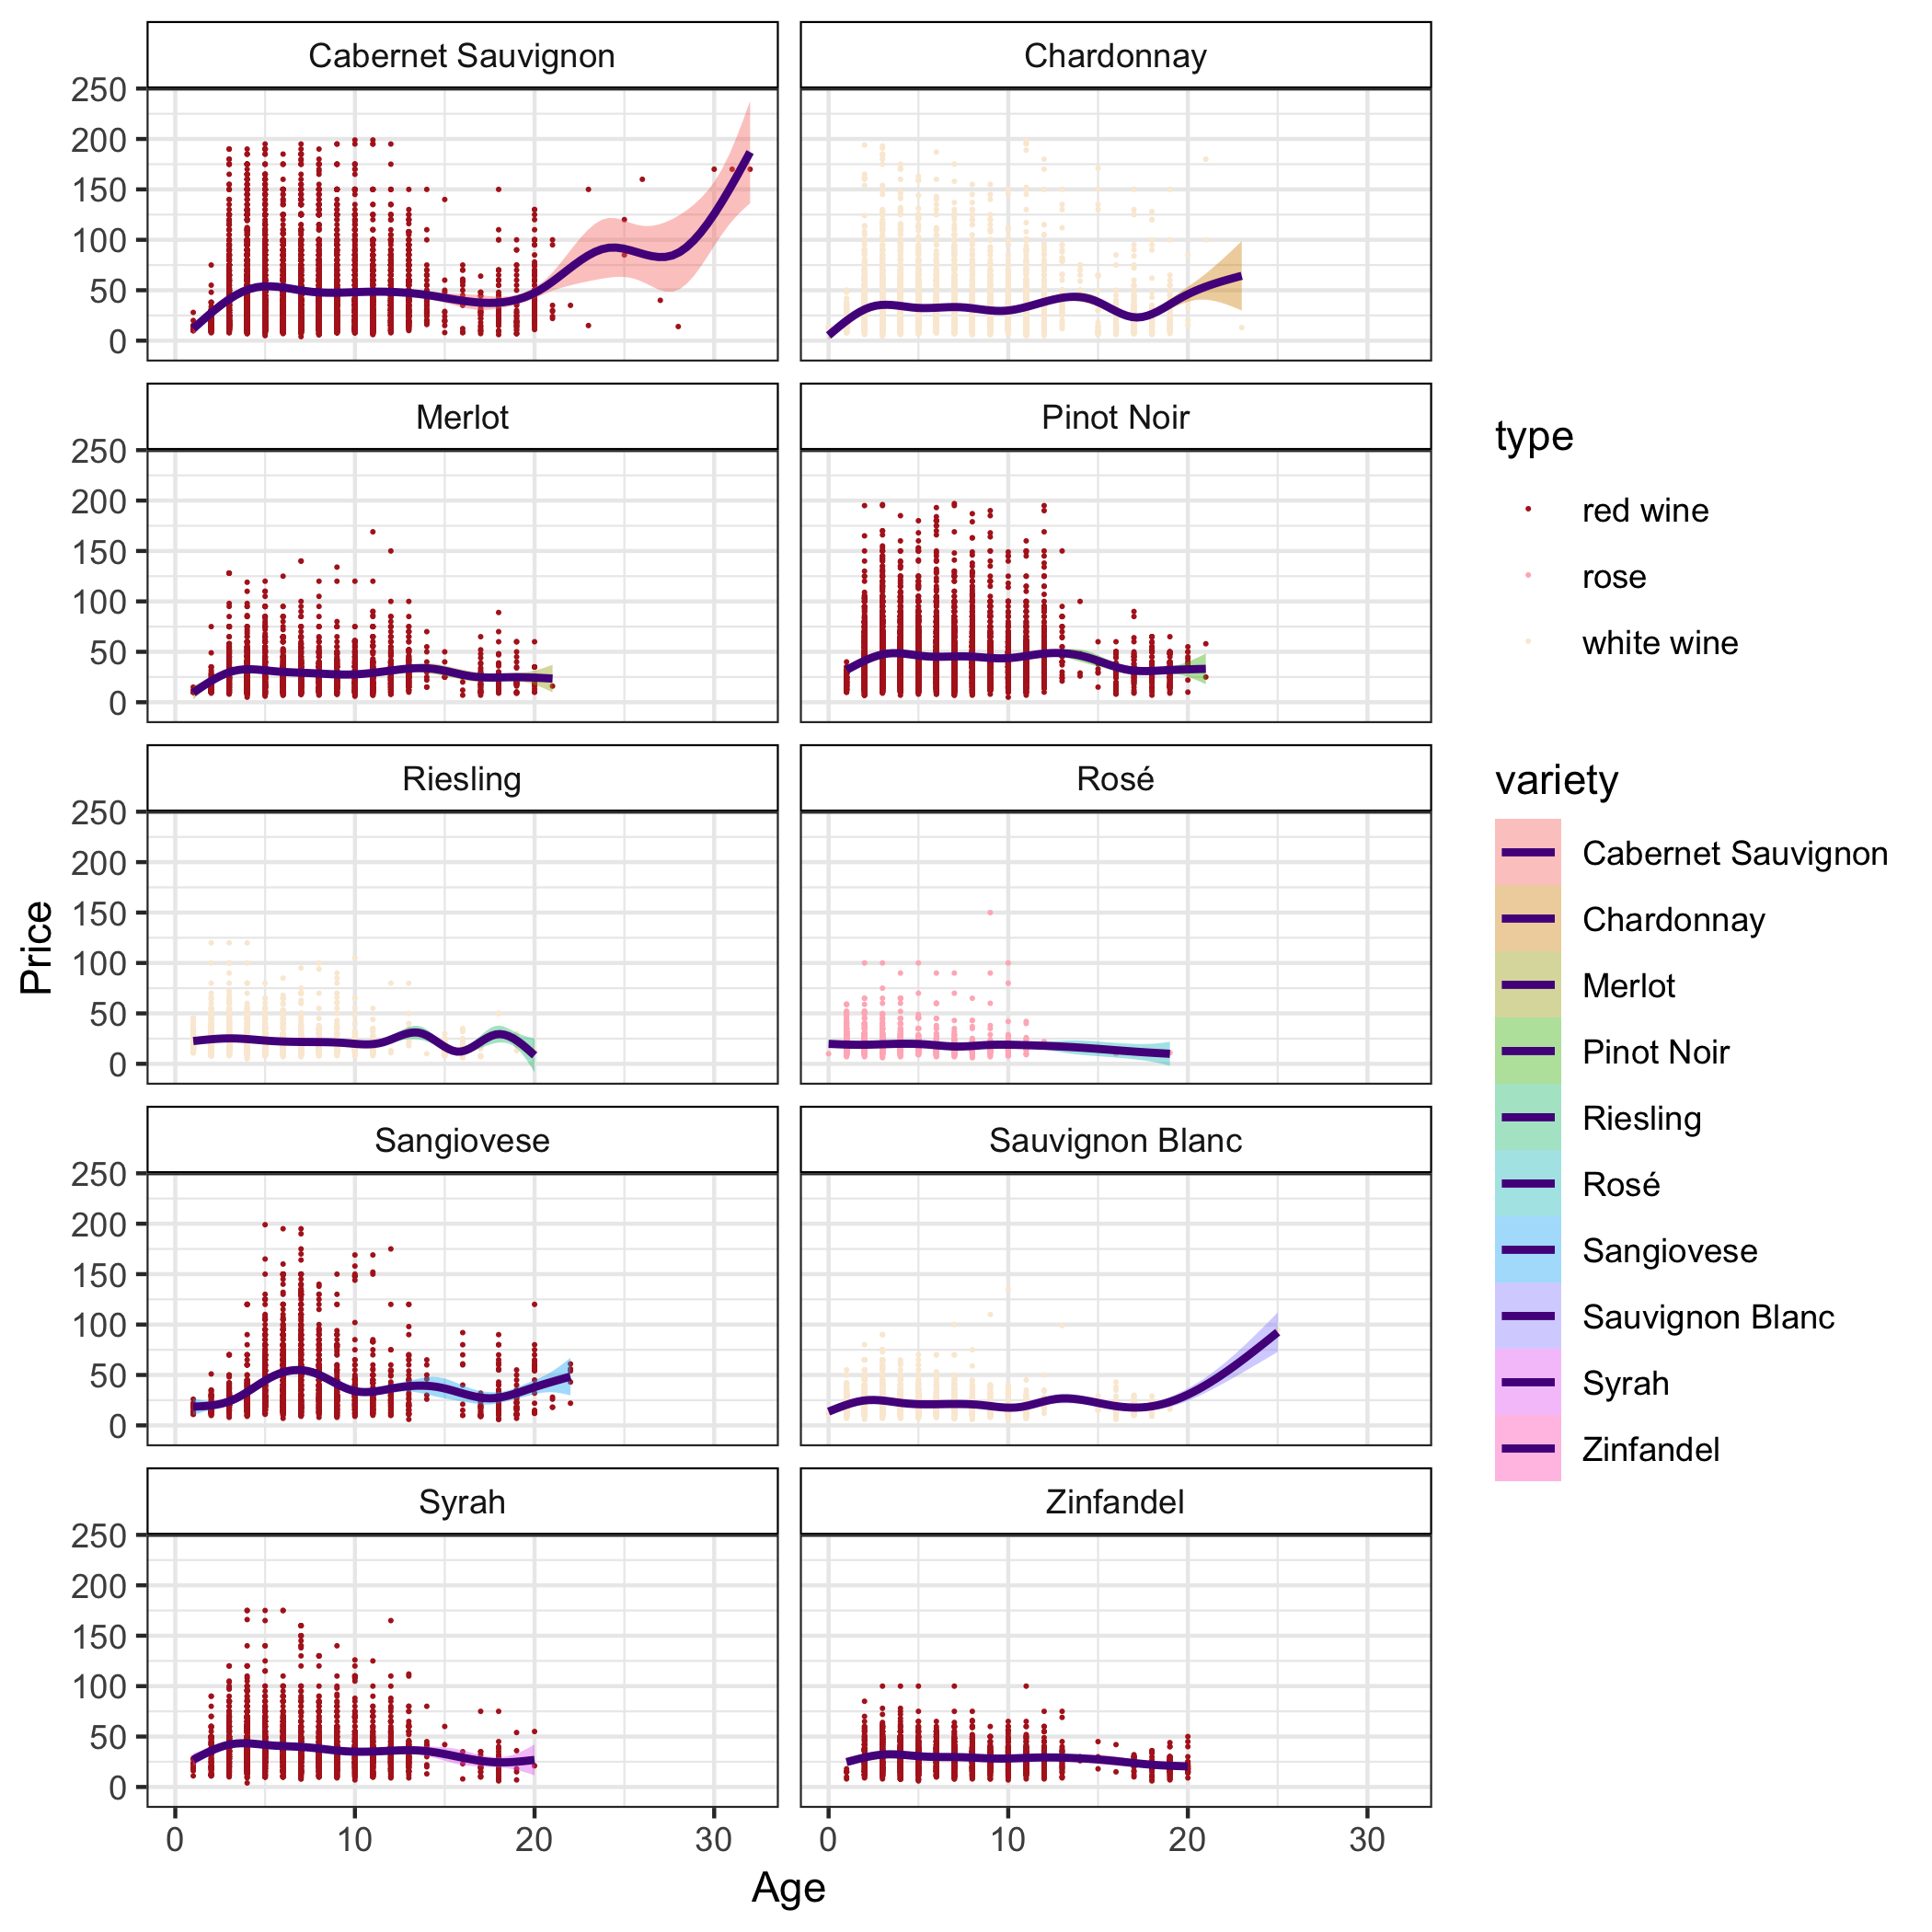 Cabernet Sauvignon
Chardonnay
250
200
150
100
50
0
Merlot
Pinot Noir
250
200
150
100
50
0
Riesling
Rosé
250
200
150
100
50
0
Sangiovese
Sauvignon Blanc
250
200
150
100
50
0
Syrah
Zinfandel
250
200
150
100
50
0
0 10 20 30
0 10 20 30
Age
Price
type
red wine
rose
white wine
variety
Cabernet Sauvignon
Chardonnay
Merlot
Pinot Noir
Riesling
Rosé
Sangiovese
Sauvignon Blanc
Syrah
Zinfandel